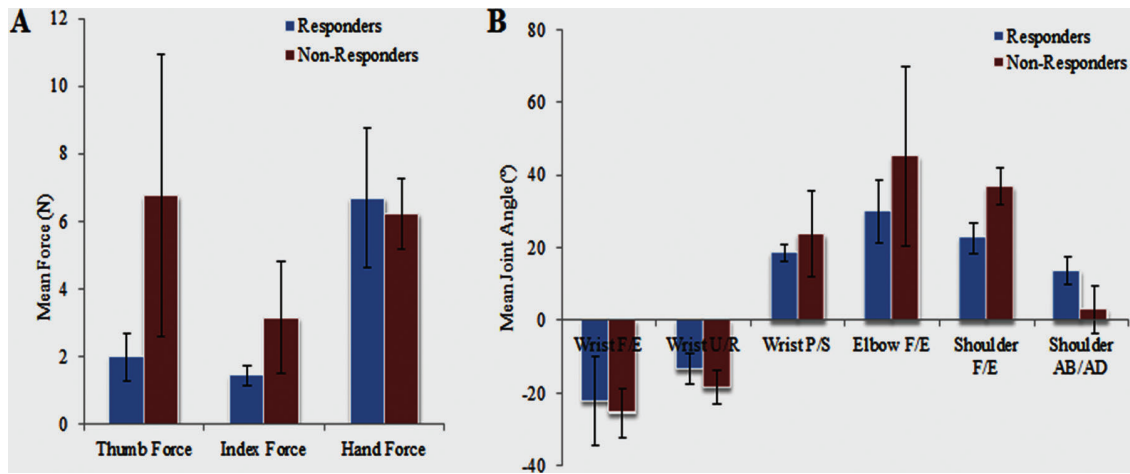 A
Responders
Non-Responders
Mean Force (N)
12
10
8
6
4
2
0
Thumb Force
Index Force
Hand Force
B
Responders
Non-Responders
Mean Joint Angle (°)
80
60
40
20
0
-20
-40
Wrist F/E
Wrist U/R
Wrist P/S
Elbow F/E
Shoulder
F/E
Shoulder
AB/AD